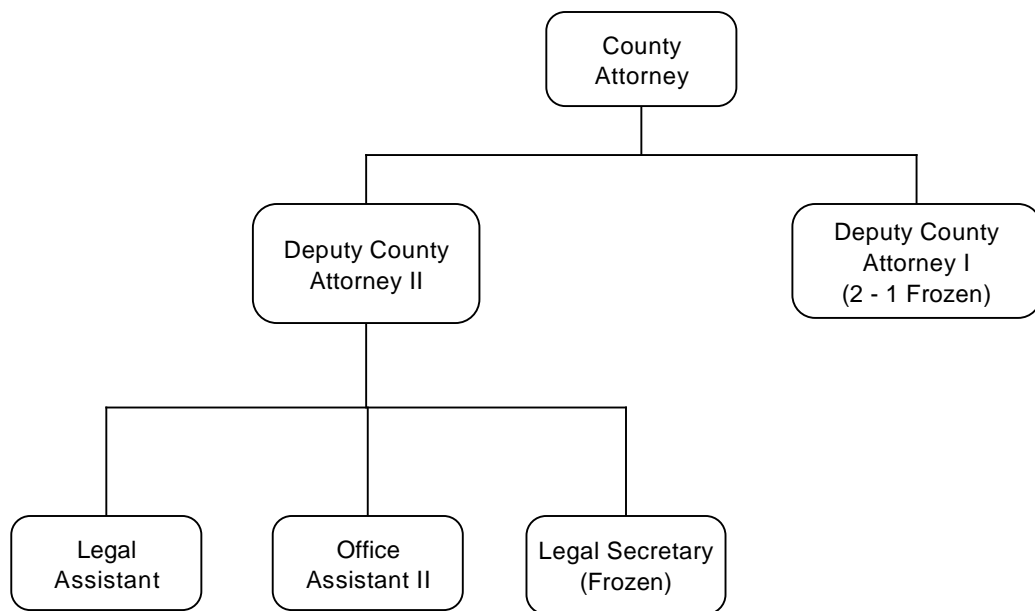 County
Attorney
Deputy County
Attorney II
Deputy County
Attorney I
(2 - 1 Frozen)
Legal
Assistant
Office
Assistant II
Legal Secretary
(Frozen)